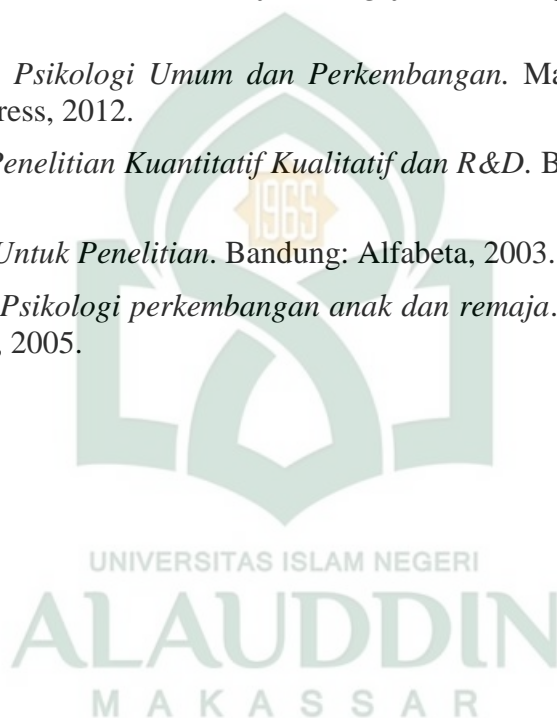 Psikologi Umum dan Perkembangan. Ma
ress, 2012.
Penelitian Kuantitatif Kualitatif dan R&D. B
Untuk Penelitian. Bandung: Alfabeta, 2003.
Psikologi perkembangan anak dan remaja.
, 2005.
1965
UNIVERSITAS ISLAM NEGERI
ALAUDDIN
MAKASSAR